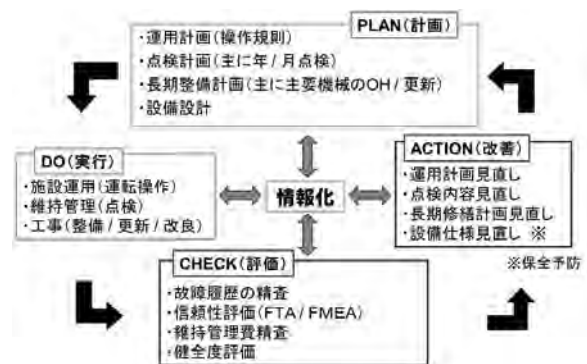 PLAN(計画)
・運用計画(操作規則)
・点検計画(主に年/月点検)
・長期整備計画(主に主要機械のOH/更新)
・設備設計
DO(実行)
・施設運用(運転操作)
・維持管理(点検)
・工事(整備/更新/改良)
情報化
ACTION(改善)
・運用計画見直し
・点検内容見直し
・長期修繕計画見直し
・設備仕様見直し ※
※保全予防
CHECK(評価)
・故障履歴の精査
・信頼性評価(FTA/FMEA)
・維持管理費精査
・健全度評価